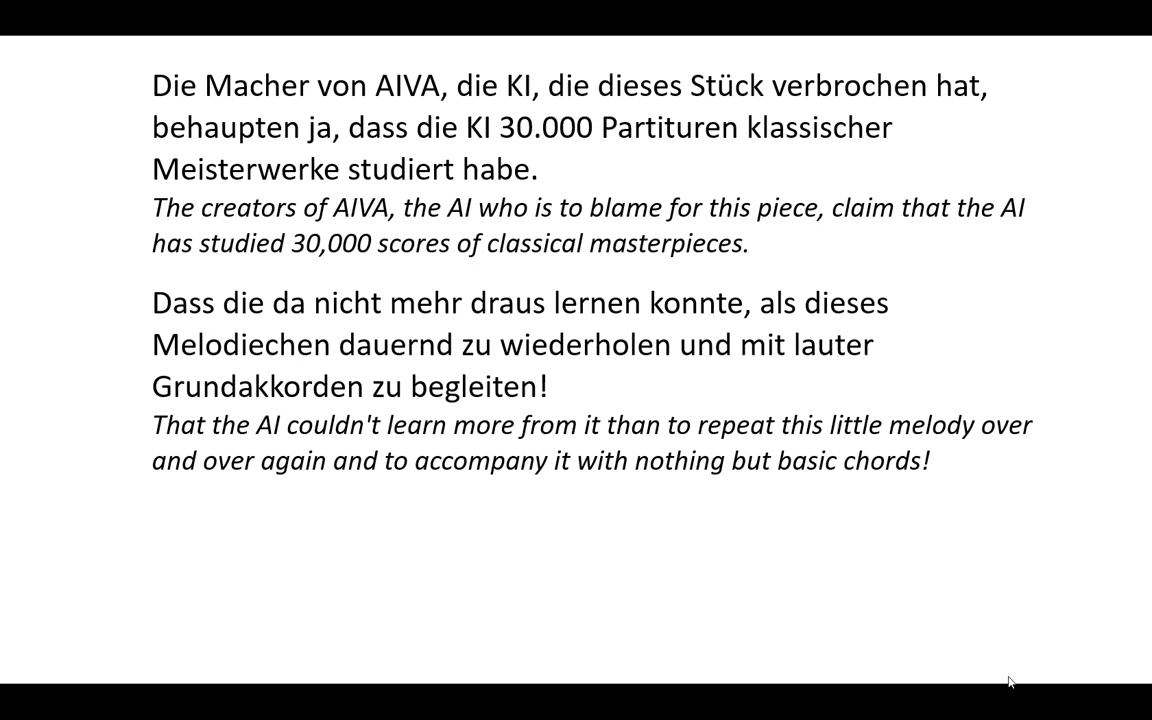 Die Macher von AIVA, die KI, die dieses Stück verbrochen hat,
behaupten ja, dass die KI 30.000 Partituren klassischer
Meisterwerke studiert habe.
The creators of AIVA, the AI who is to blame for this piece, claim that the AI
has studied 30,000 scores of classical masterpieces.
Dass die da nicht mehr draus lernen konnte, als dieses
Melodiechen dauernd zu wiederholen und mit lauter
Grundakkorden zu begleiten!
That the AI couldn't learn more from it than to repeat this little melody over
and over again and to accompany it with nothing but basic chords!